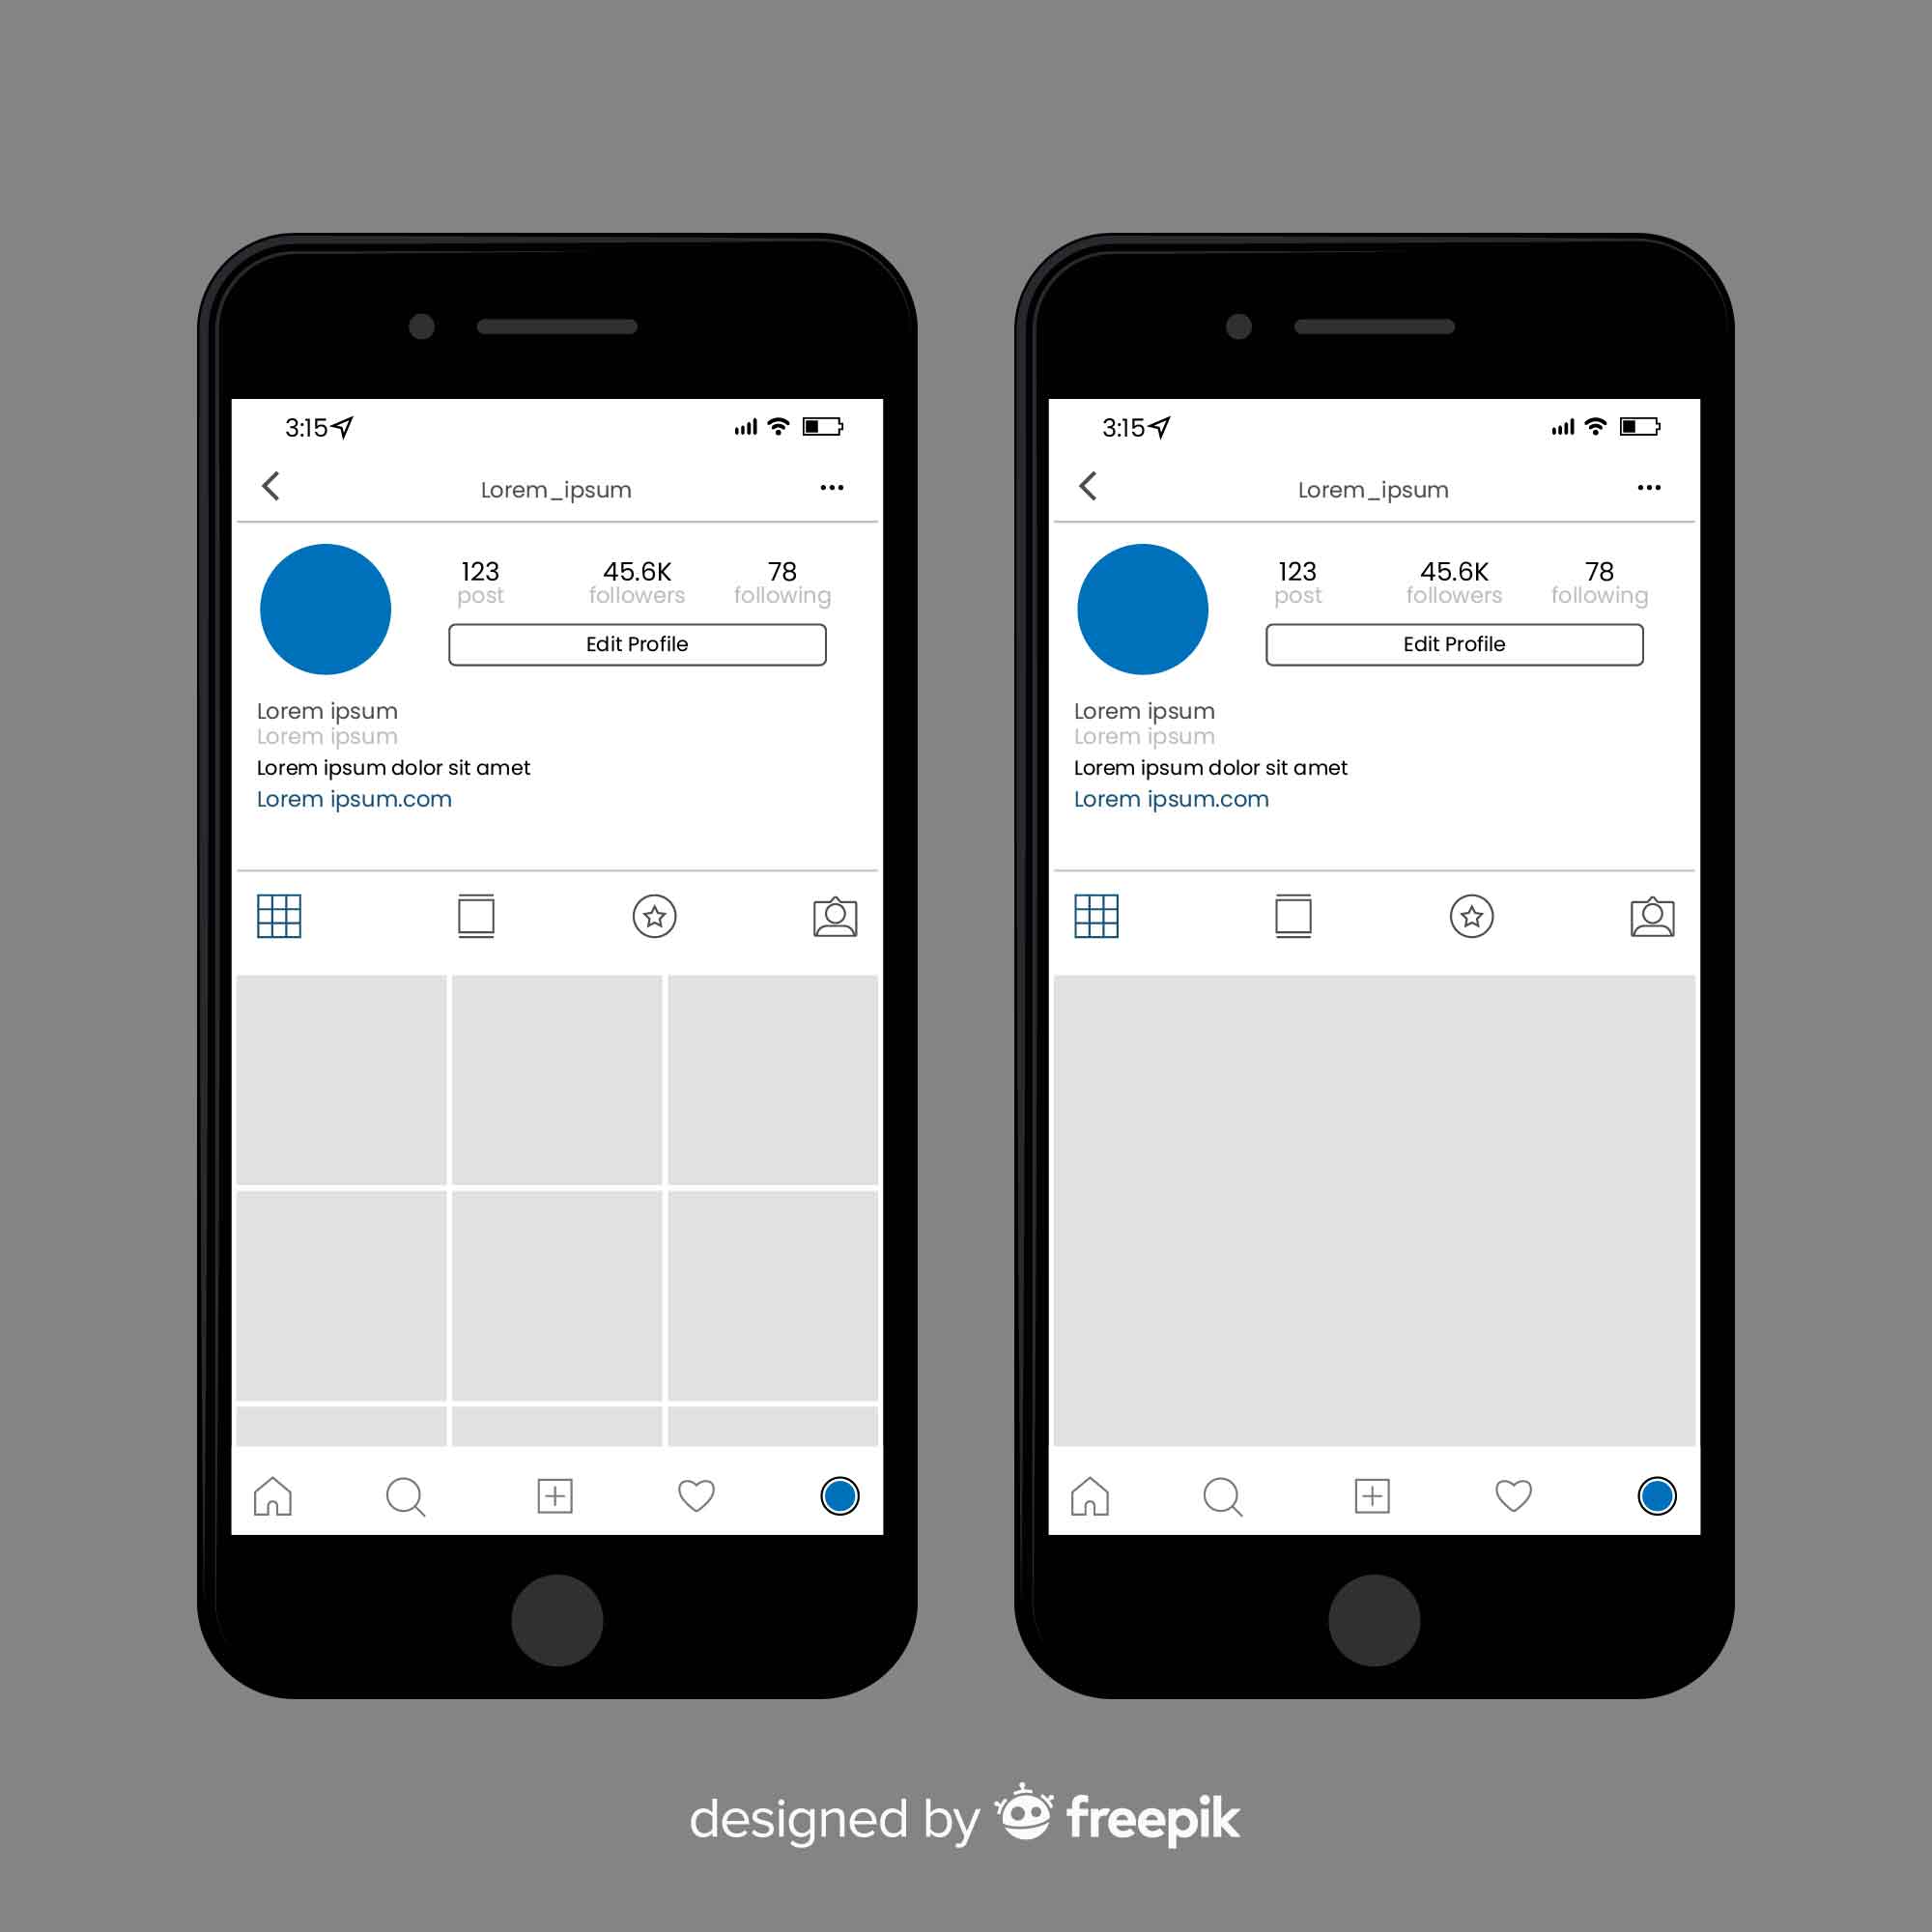 3:15
Lorem_ipsum
123 45.6K 78
post followers following
Edit Profile
Lorem ipsum
Lorem ipsum
Lorem ipsum dolor sit amet
Lorem ipsum.com
3:15
Lorem_ipsum
123 45.6K 78
post followers following
Edit Profile
Lorem ipsum
Lorem ipsum
Lorem ipsum dolor sit amet
Lorem ipsum.com
designed by freepik